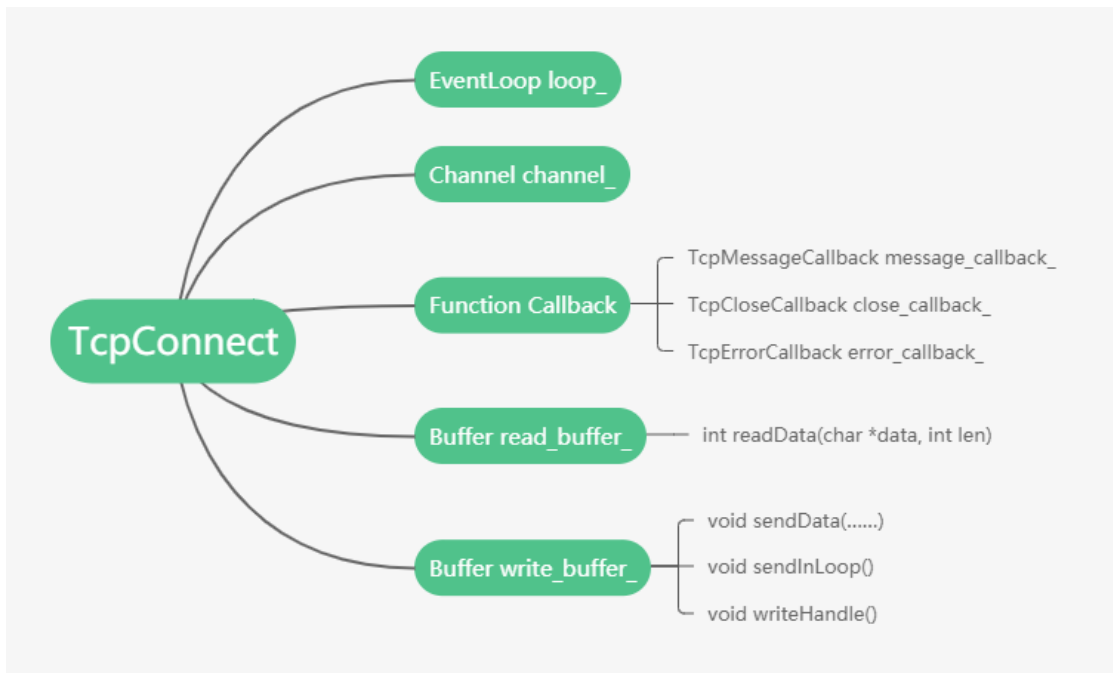 TcpConnect
EventLoop loop_
Channel channel_
Function Callback
TcpMessageCallback message_callback_
TcpCloseCallback close_callback_
TcpErrorCallback error_callback_
Buffer read_buffer_
int readData(char *data, int len)
Buffer write_buffer_
void sendData(......)
void sendInLoop()
void writeHandle()